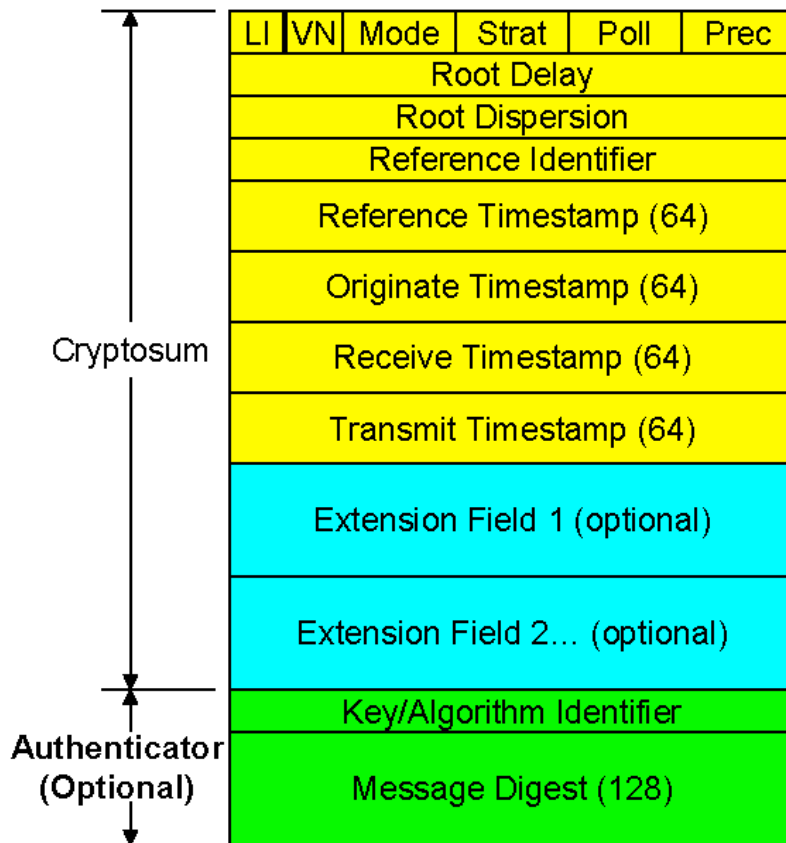 LI VN Mode Strat Poll Prec
Root Delay
Root Dispersion
Reference Identifier
Reference Timestamp (64)
Originate Timestamp (64)
Cryptosum
Receive Timestamp (64)
Transmit Timestamp (64)
Extension Field 1 (optional)
Extension Field 2... (optional)
Key/Algorithm Identifier
Authenticator
(Optional)
Message Digest (128)